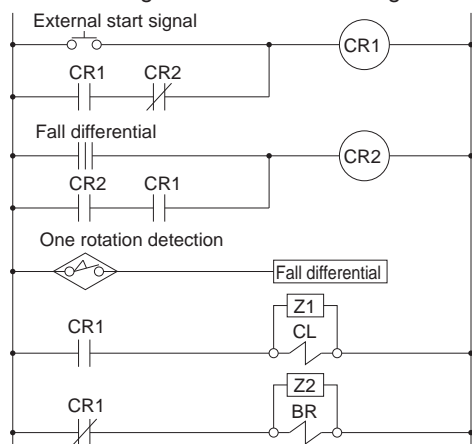 External start signal
CR1
CR1 CR2
Fall differential
CR2
CR2 CR1
One rotation detection
Fall differential
Z1
CR1 CL
Z2
CR1 BR